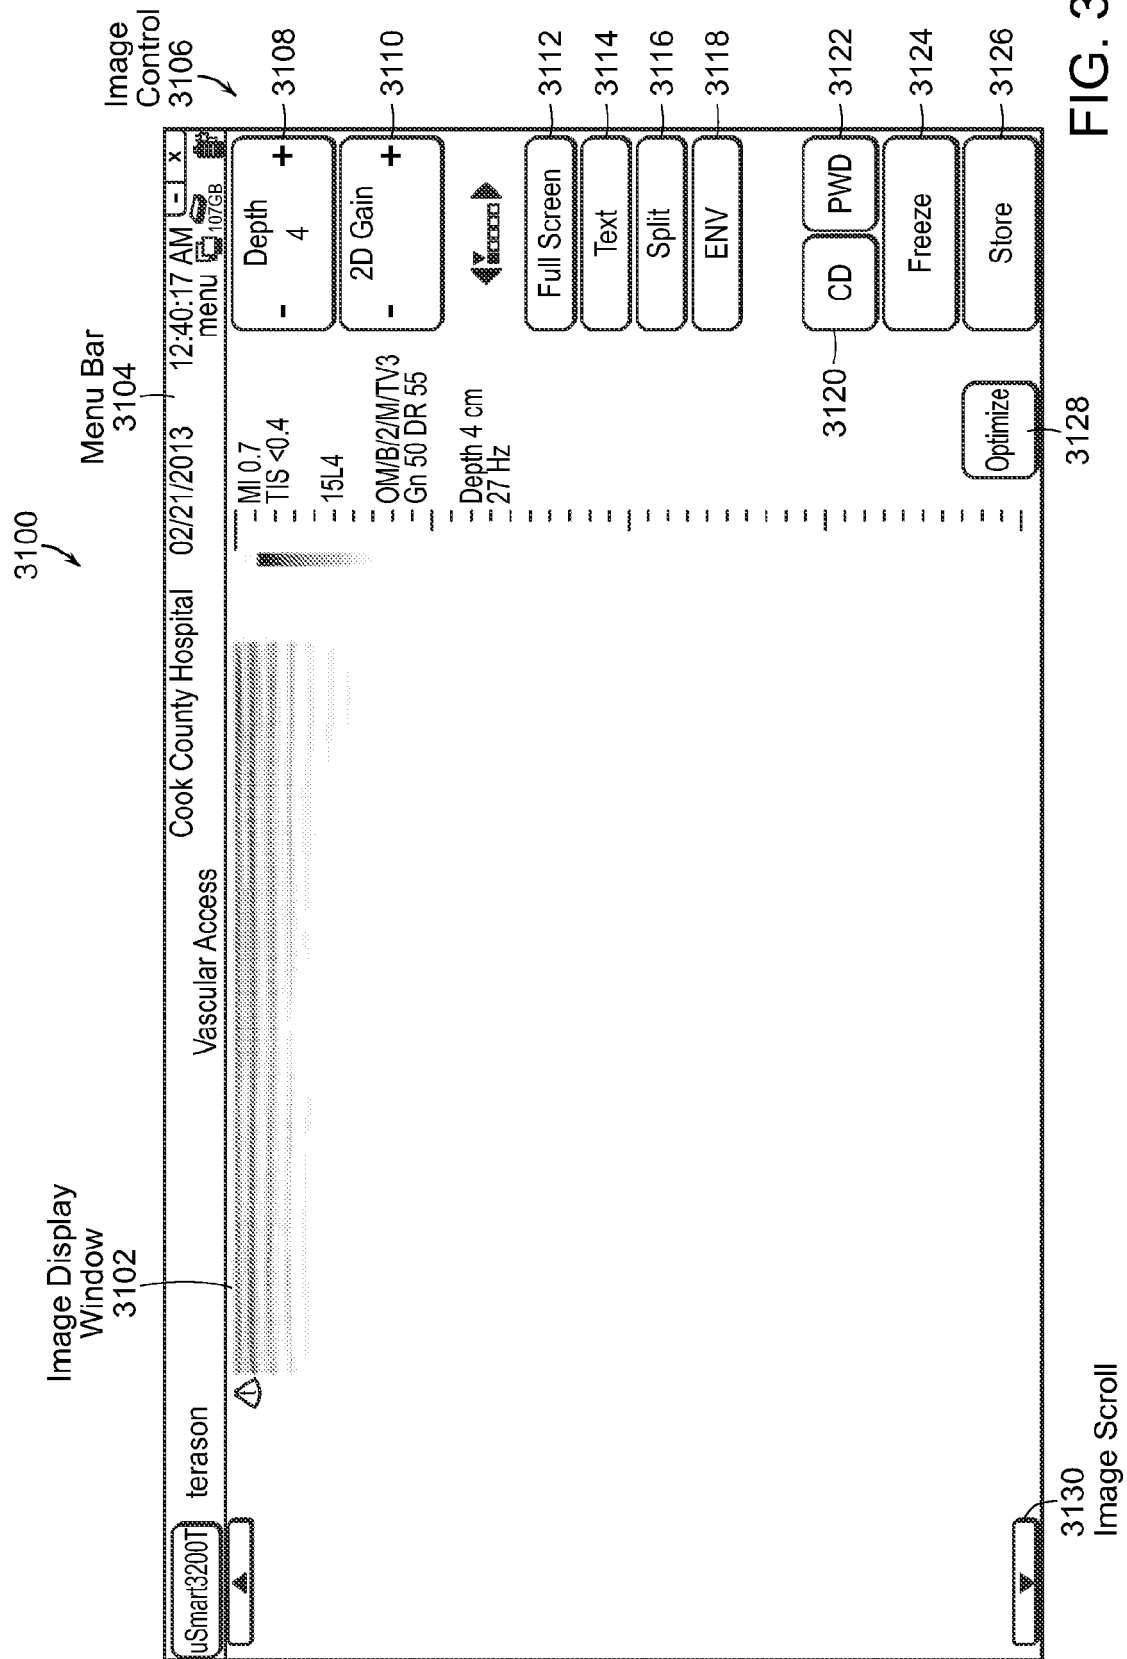 3100
Image Display
Window
3102
Menu Bar
3104
Image
Control
3106
uSmart3200T
terason
Cook County Hospital
02/21/2013
12:40:17 AM
- x
Vascular Access
menu
107GB
MI 0.7
TIS <0.4
15L4
OM/B/2/M/TV3
Gn 50 DR 55
Depth 4 cm
27 Hz
Depth
- 4 +
3108
2D Gain
- +
3110
Full Screen
3112
Text
3114
Split
3116
ENV
3118
CD
3120
PWD
3122
Freeze
3124
Store
3126
Optimize
3128
3130
Image Scroll
FIG. 3